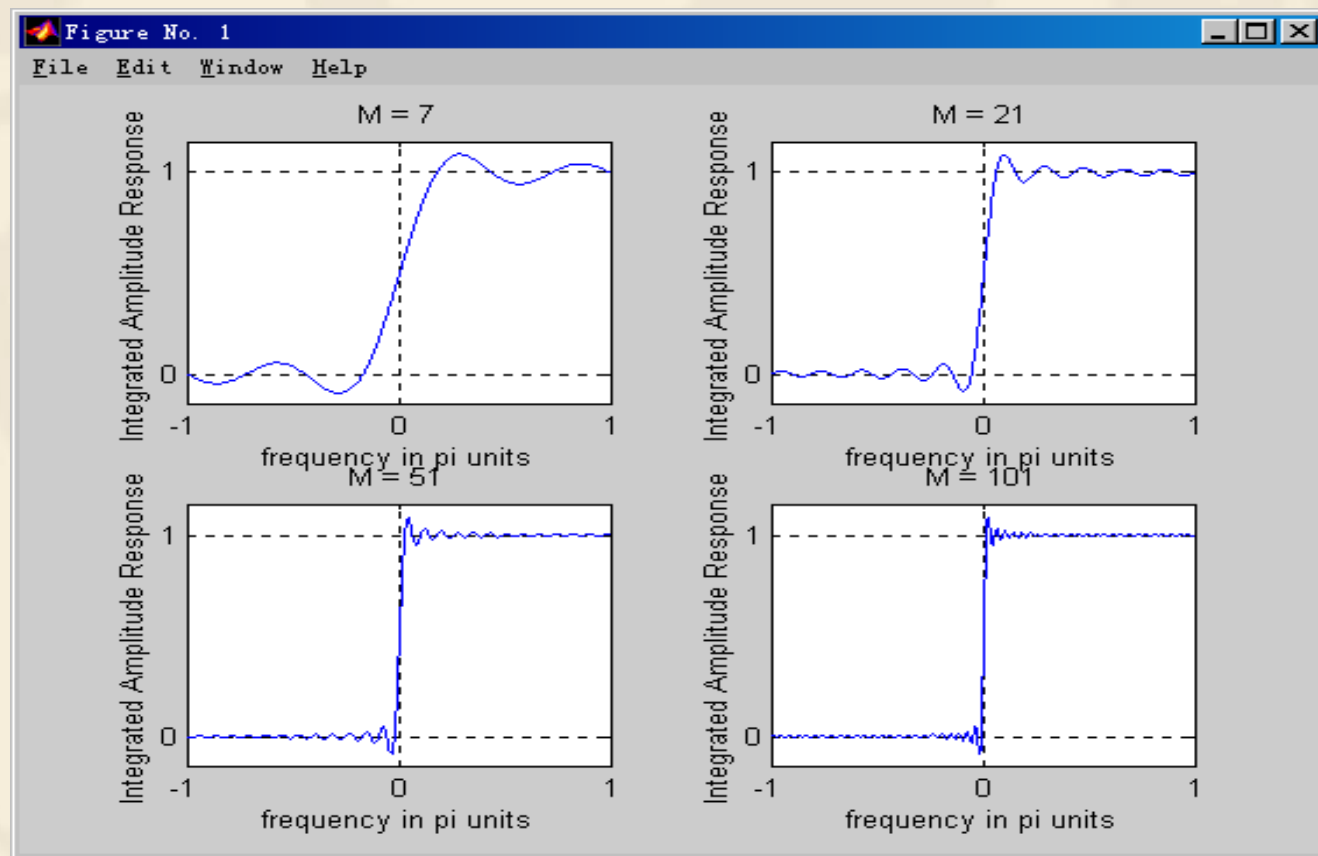 Figure No. 1
File Edit Window Help
M = 7
Integrated Amplitude Response
1
0
-1 0 1
frequency in pi units
M = 21
Integrated Amplitude Response
1
0
-1 0 1
frequency in pi units
M = 51
Integrated Amplitude Response
1
0
-1 0 1
frequency in pi units
M = 101
Integrated Amplitude Response
1
0
-1 0 1
frequency in pi units